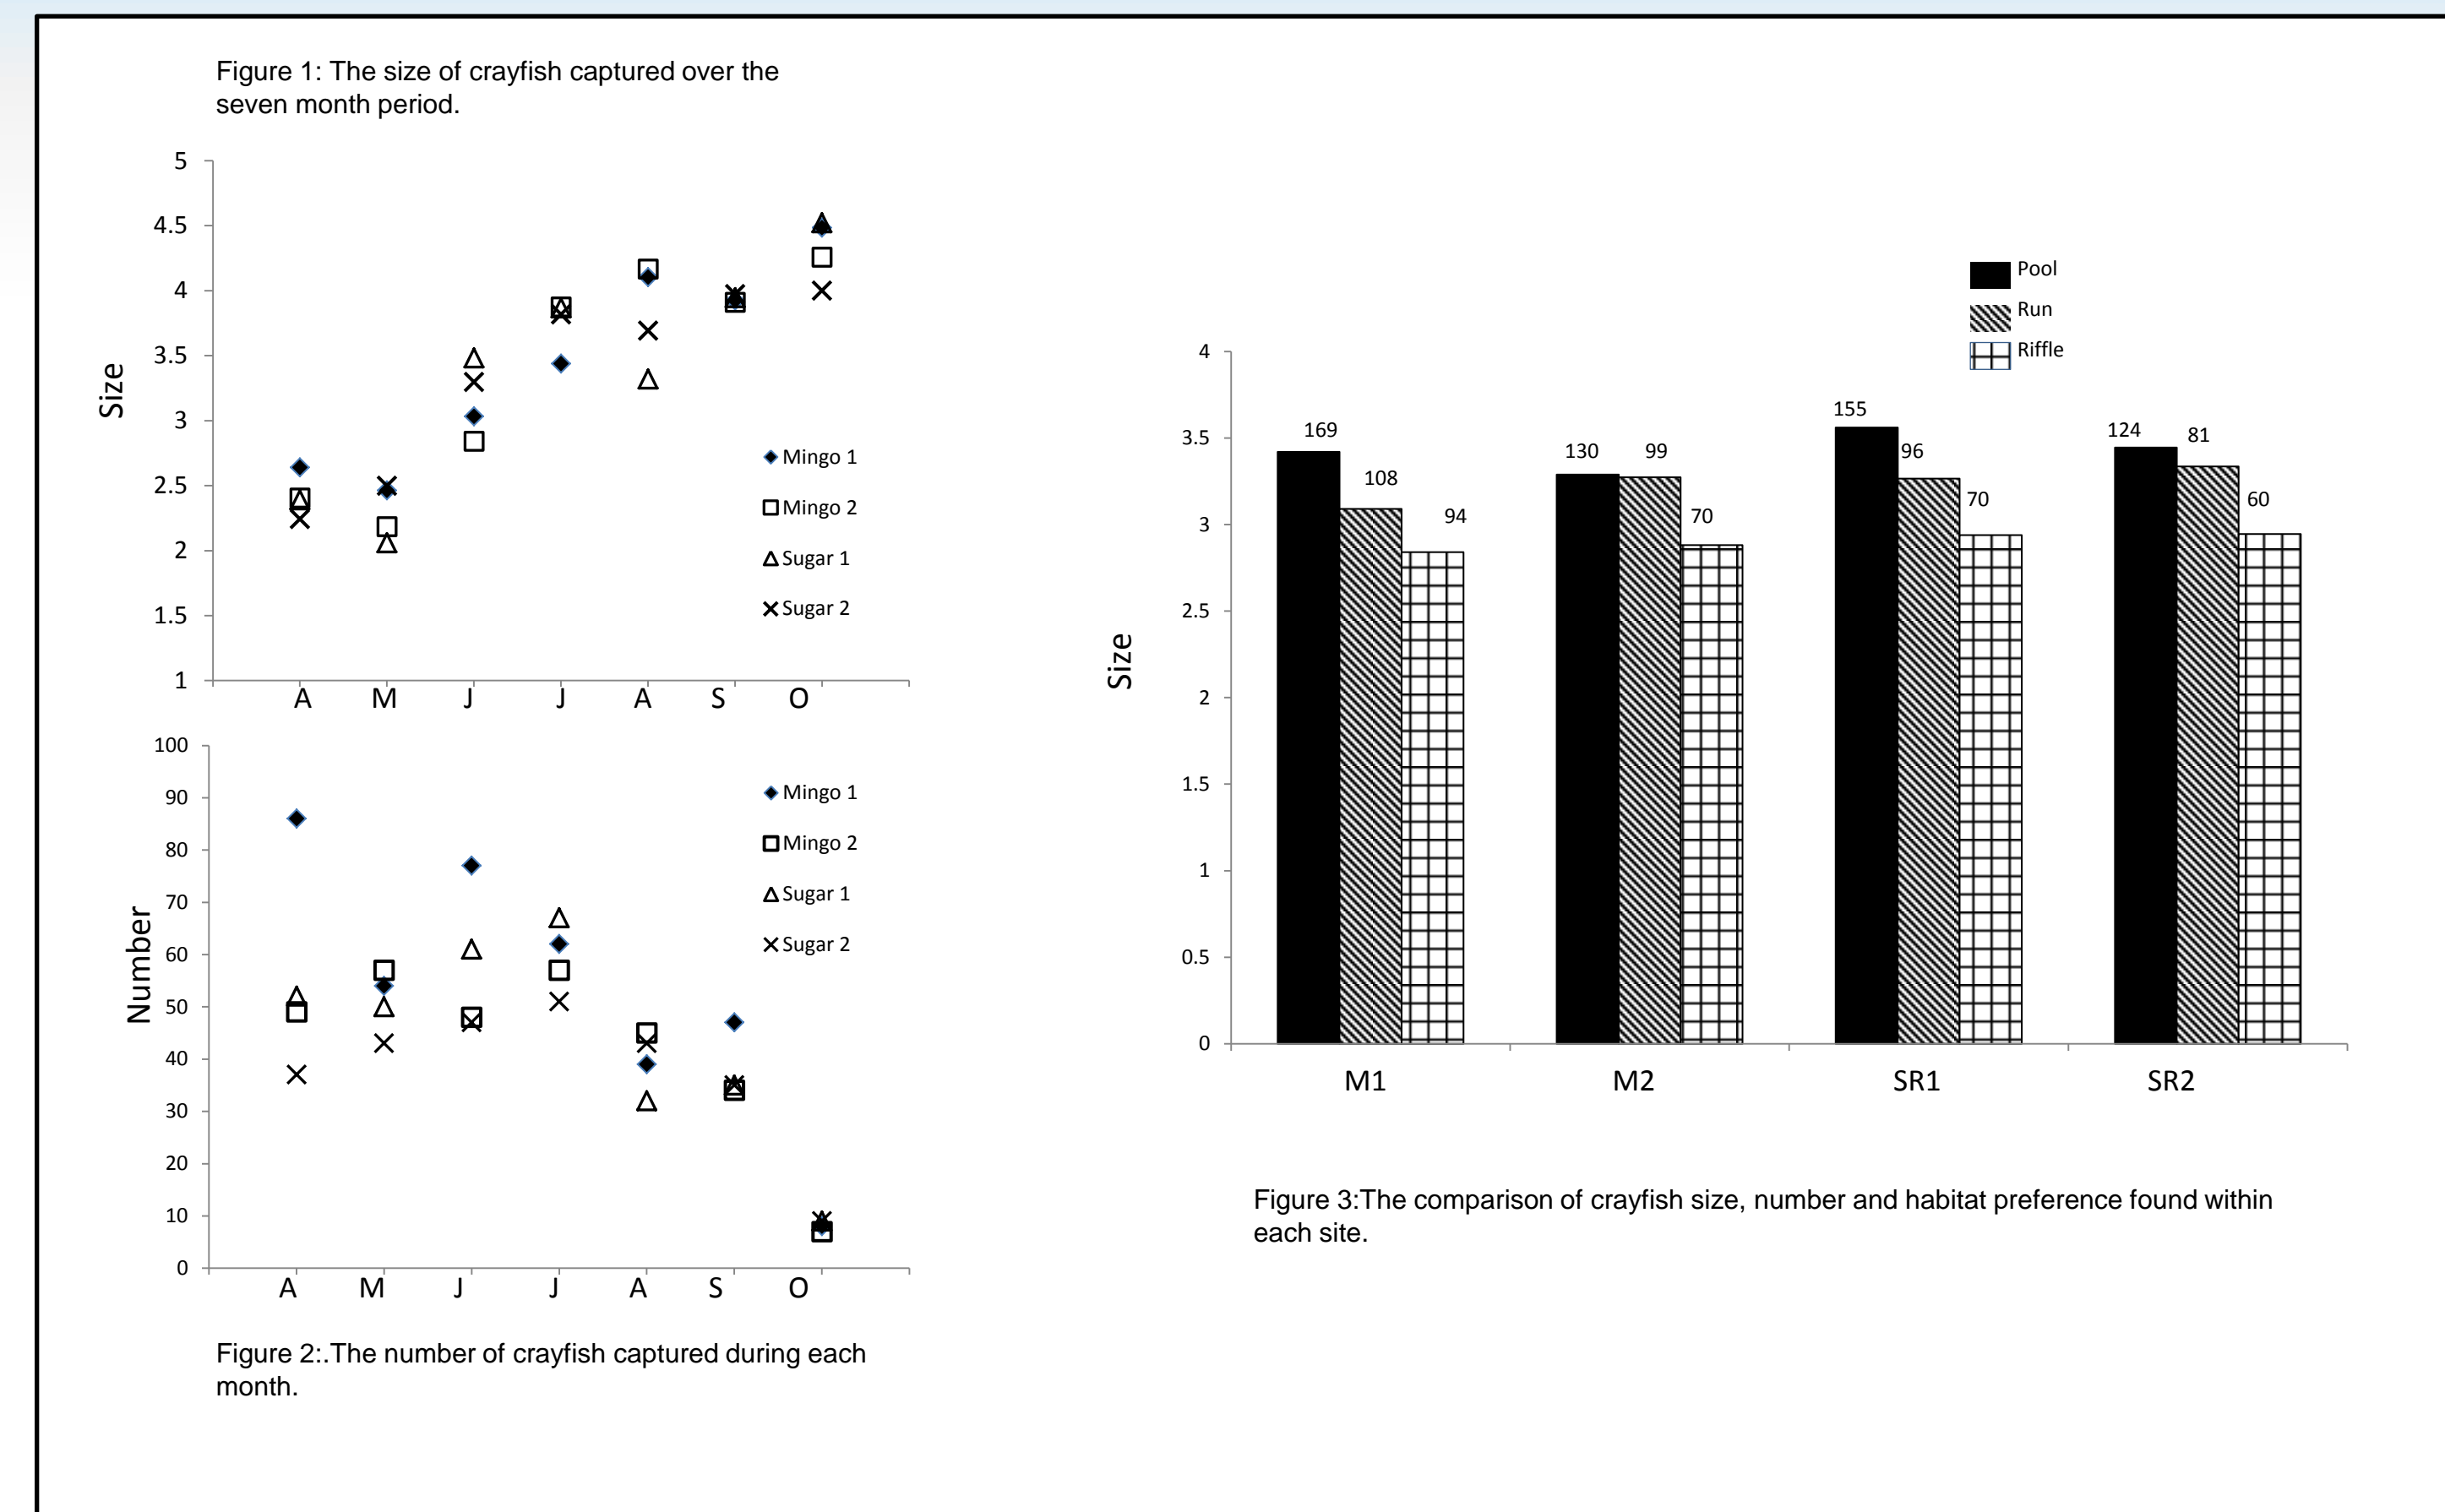 Figure 1: The size of crayfish captured over the
seven month period.
5
4.5
4
3.5
3
2.5
2
1.5
1
Size
Mingo 1
Mingo 2
Sugar 1
Sugar 2
A M J J A S O
100
90
80
70
60
50
40
30
20
10
0
Number
Mingo 1
Mingo 2
Sugar 1
Sugar 2
A M J J A S O
Figure 2:.The number of crayfish captured during each
month.
Pool
Run
Riffle
4
3.5
3
2.5
2
1.5
1
0.5
0
Size
169 108 94 130 99 70 155 96 70 124 81 60
M1 M2 SR1 SR2
Figure 3:The comparison of crayfish size, number and habitat preference found within
each site.